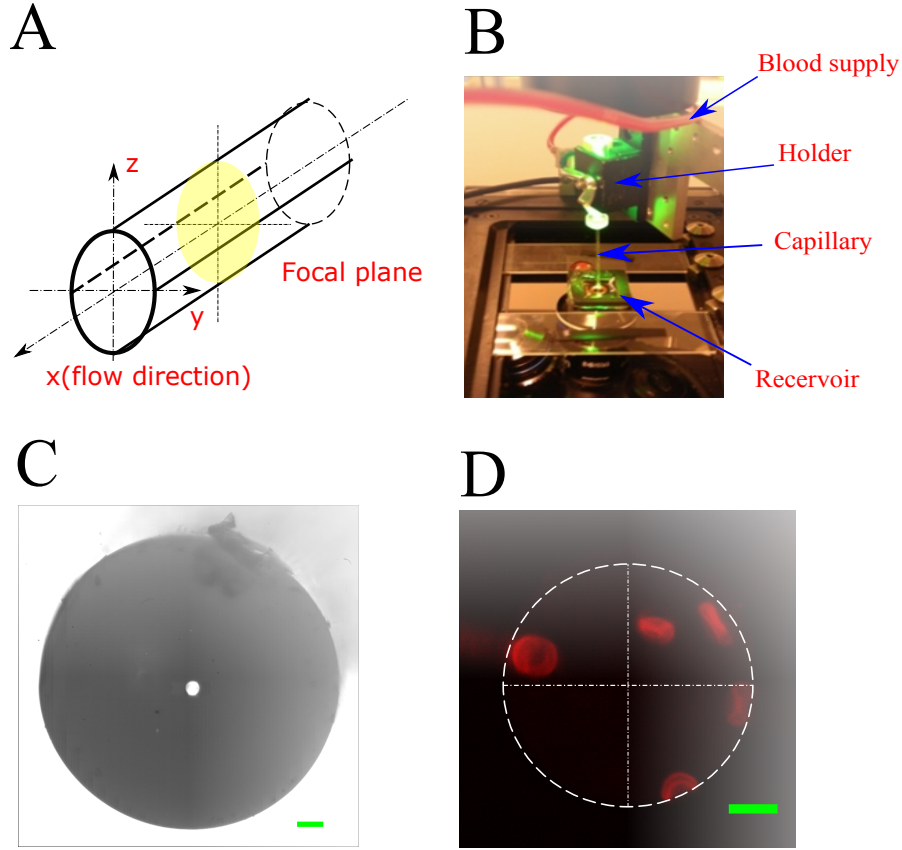 A
z
y
x(flow direction)
Focal plane
B
Blood supply
Holder
Capillary
Recervoir
C
D